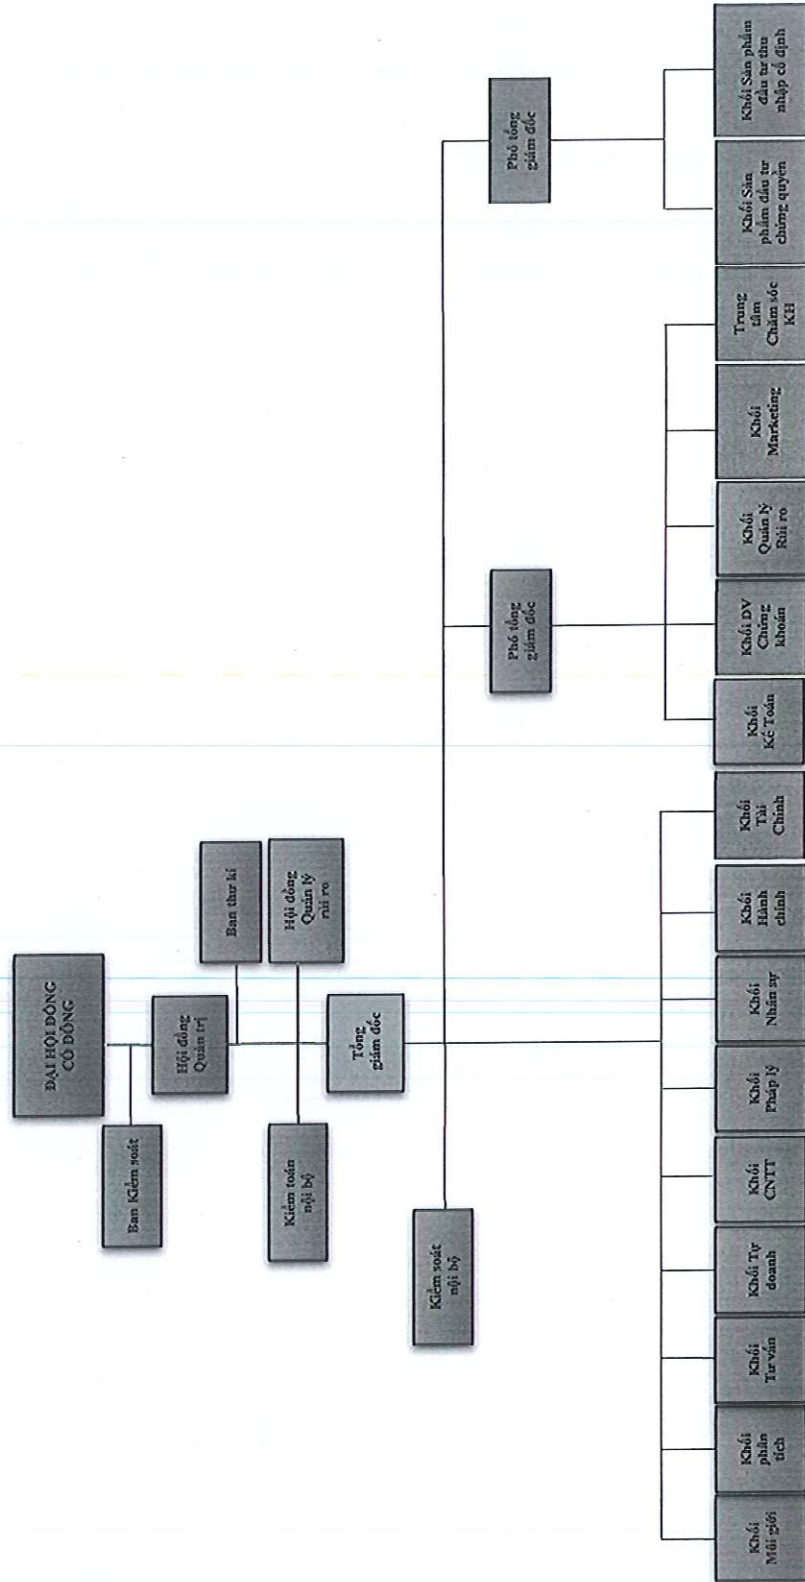 ĐẠI HỘI ĐỒNG
CỔ ĐÔNG
Ban Kiểm soát
Hội đồng
Quản trị
Ban thư kí
Kiểm toán
nội bộ
Hội đồng
Quản lý
rủi ro
Tổng
giám đốc
Kiểm soát
nội bộ
Phó tổng
giám đốc
Phó tổng
giám đốc
Khối
Môi giới
Khối
phân
tích
Khối
Tư vấn
Khối Tự
doanh
Khối
CNTT
Khối
Pháp lý
Khối
Nhân sự
Khối
Hành
chính
Khối
Tài
Chính
Khối
Kế Toán
Khối DV
Chứng
khoán
Khối
Quản lý
Rủi ro
Khối
Marketing
Trung
tâm
Chăm sóc
KH
Khối Sản
phẩm đầu tư
chứng quyền
Khối Sản phẩm
đầu tư thu
nhập cố định